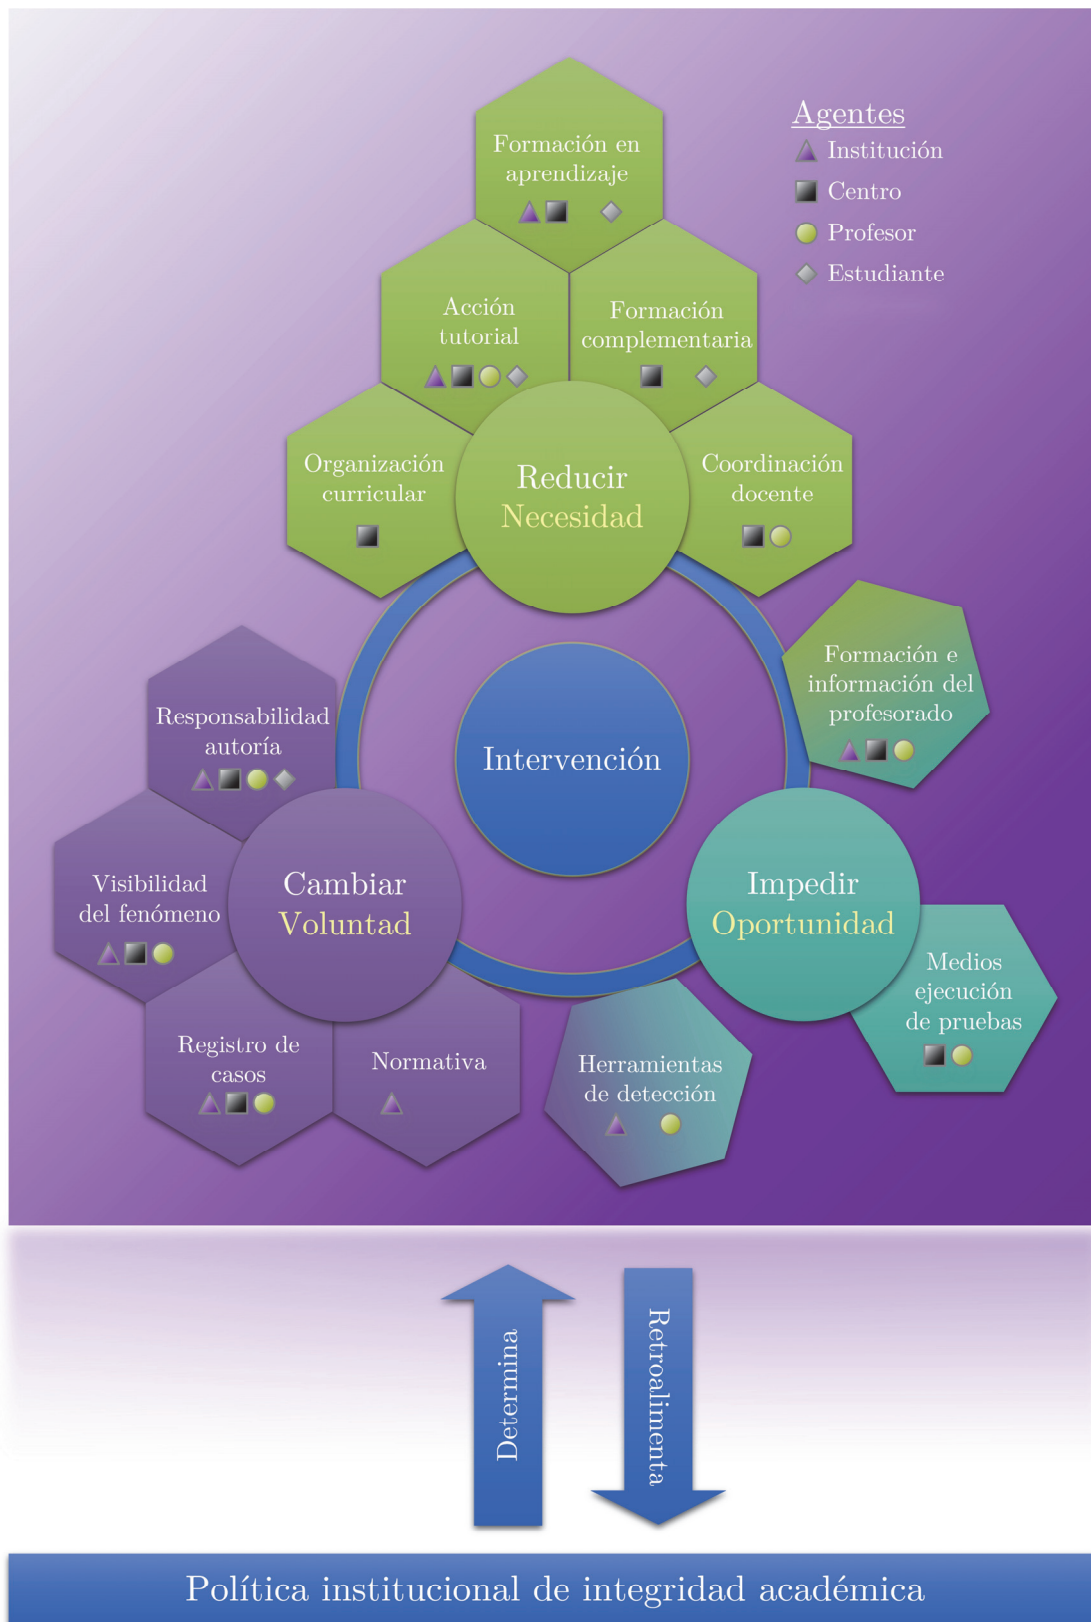 Agentes
Institución
Centro
Profesor
Estudiante
Formación en
aprendizaje
Acción
tutorial
Formación
complementaria
Organización
curricular
Reducir
Necesidad
Coordinación
docente
Formación e
información del
profesorado
Responsabilidad
autoría
Intervención
Visibilidad
del fenómeno
Cambiar
Voluntad
Impedir
Oportunidad
Medios
ejecución
de pruebas
Registro de
casos
Normativa
Herramientas
de detección
Determina
Retroalimenta
Política institucional de integridad académica